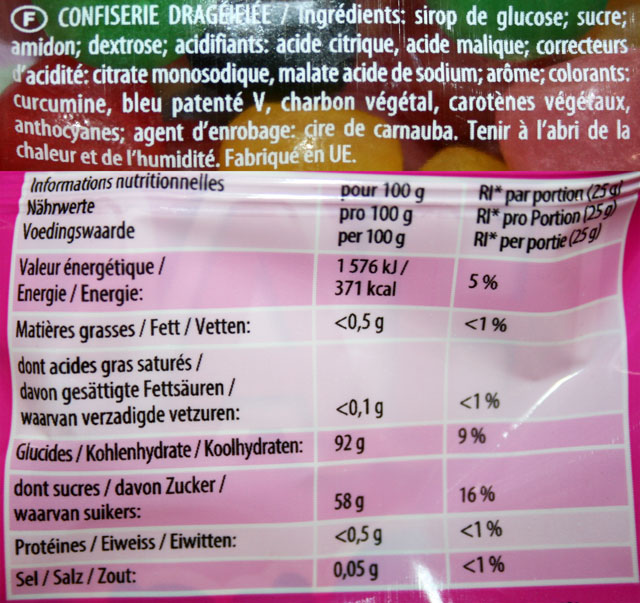 F CONFISERIE DRAGÉIFIÉE / Ingrédients: sirop de glucose; sucre;
amidon; dextrose; acidifiants: acide citrique, acide malique; correcteurs
d'acidité: citrate monosodique, malate acide de sodium; arôme; colorants:
curcumine, bleu patenté V, charbon végétal, carotènes végétaux,
anthocyanes; agent d'enrobage: cire de carnauba. Tenir à l'abri de la
chaleur et de l'humidité. Fabriqué en UE.
Informations nutritionnelles pour 100 g RI* par portion (25 g)
Nährwerte pro 100 g RI* pro Portion (25 g)
Voedingswaarde per 100 g RI* per portie (25 g)
Valeur énergétique / 1 576 kJ /
Energie / Energie: 371 kcal 5 %
Matières grasses / Fett / Vetten: <0,5 g <1 %
dont acides gras saturés /
davon gesättigte Fettsäuren /
waarvan verzadigde vetzuren: <0,1 g <1 %
Glucides / Kohlenhydrate / Koolhydraten: 92 g 9 %
dont sucres / davon Zucker /
waarvan suikers: 58 g 16 %
Protéines / Eiweiss / Eiwitten: <0,5 g <1 %
Sel / Salz / Zout: 0,05 g <1 %